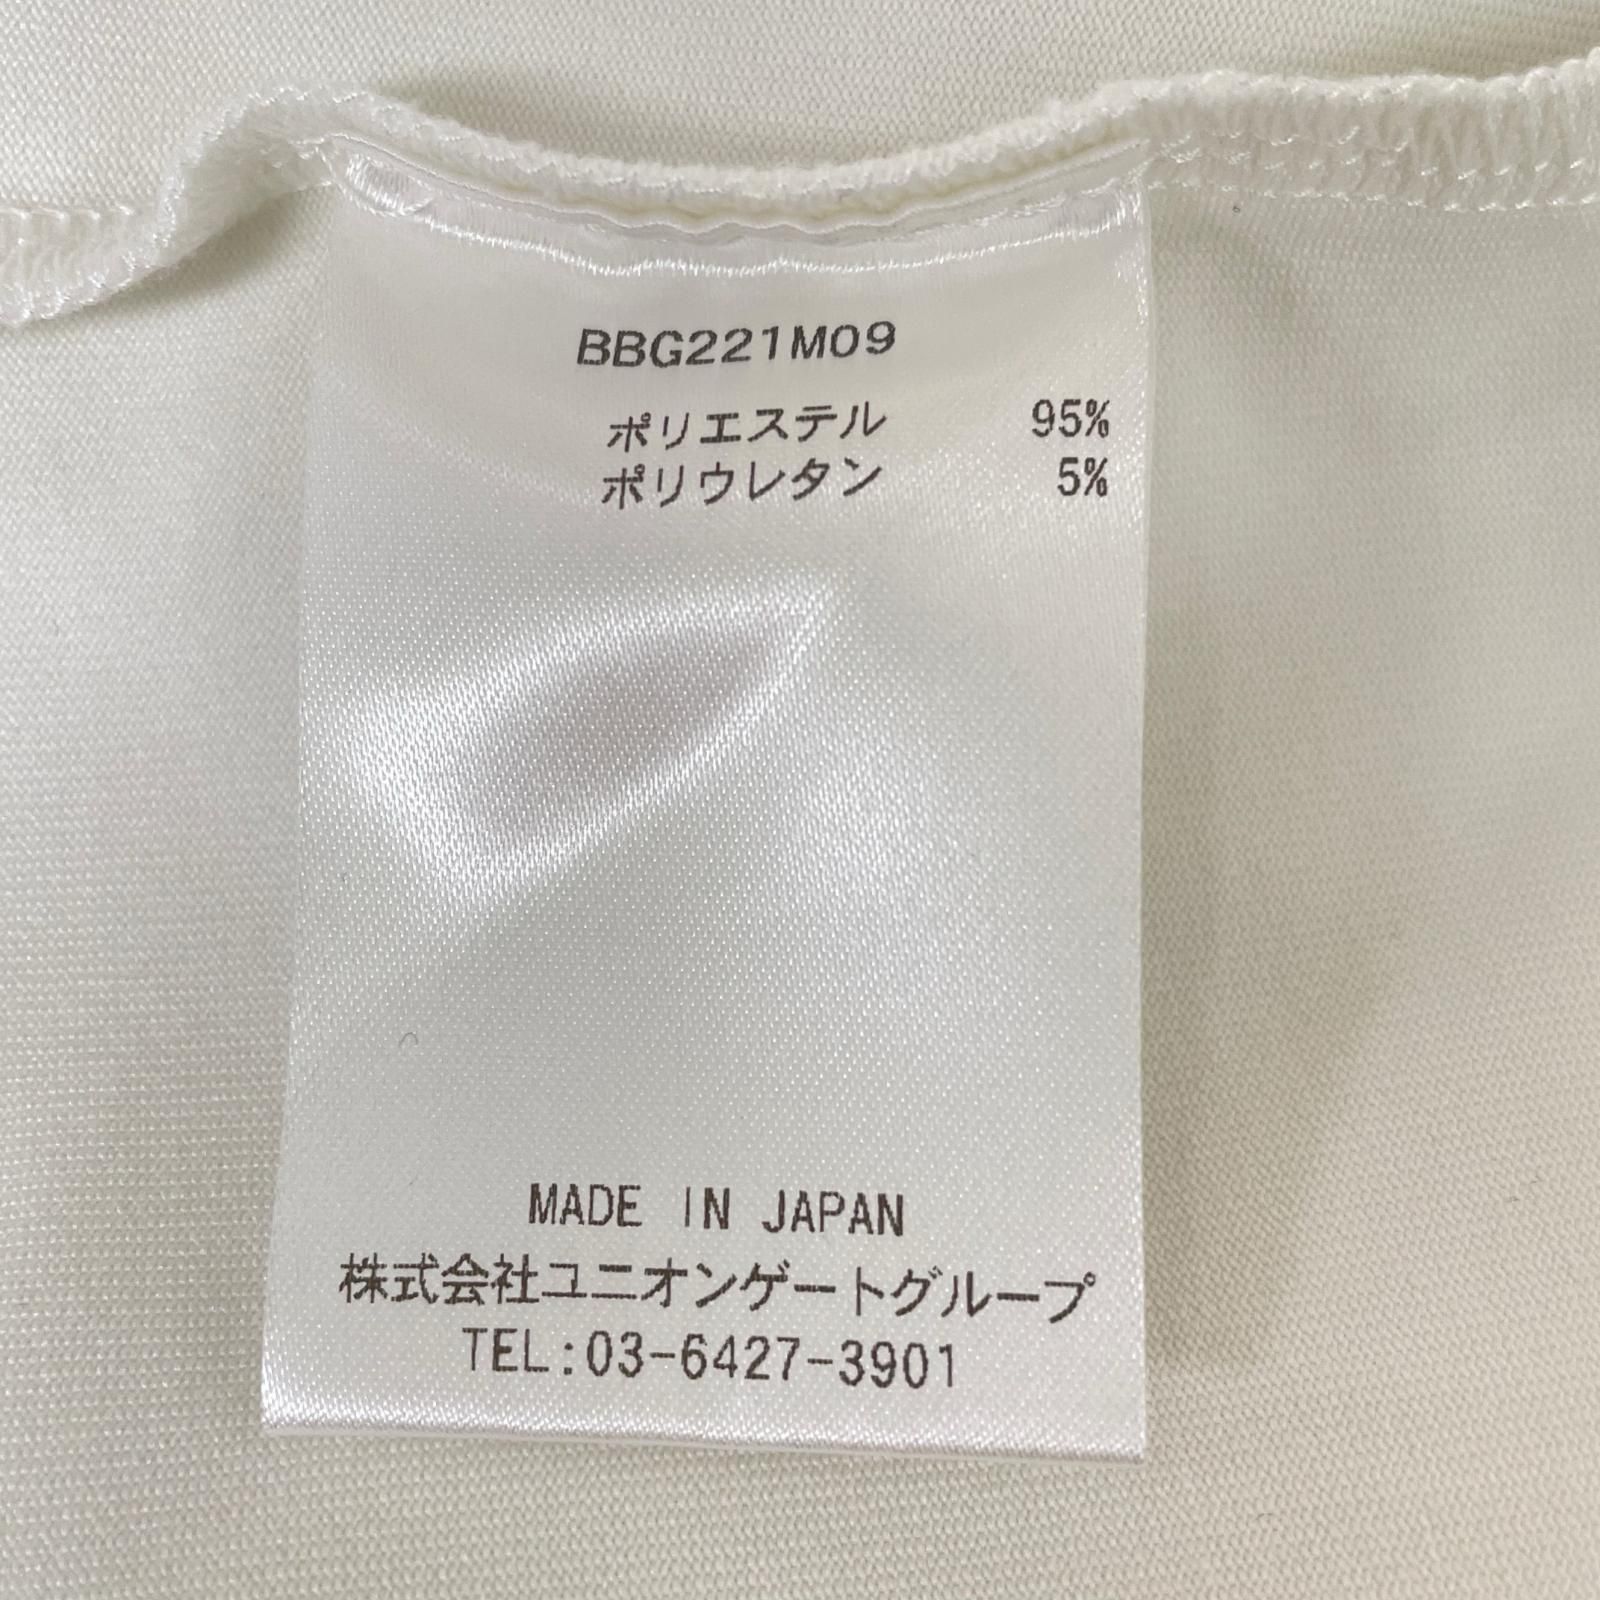 BBG221M09
ポリエステル 95%
ポリウレタン 5%
MADE IN JAPAN
株式会社ユニオンゲートグループ
TEL:03-6427-3901